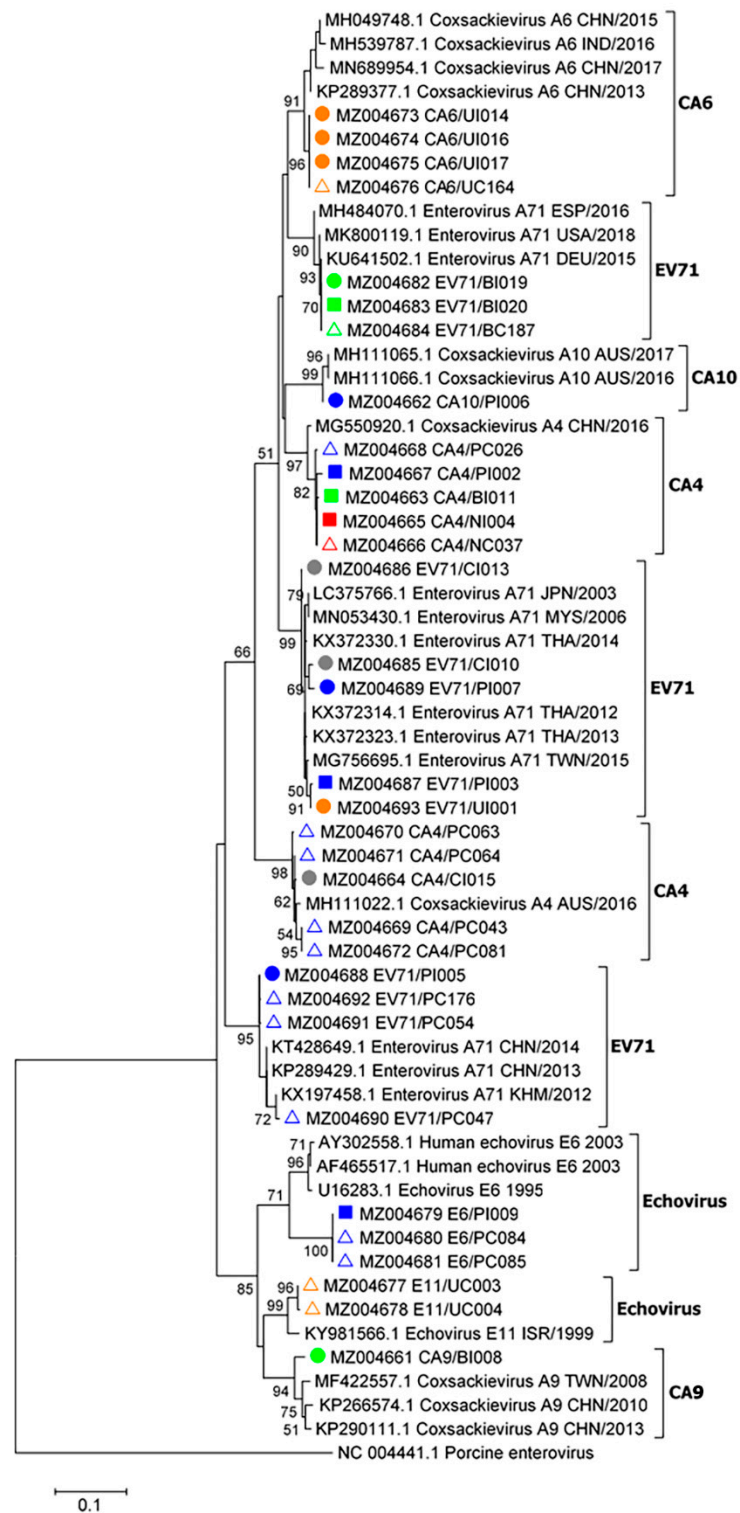 MH049748.1 Coxsackievirus A6 CHN/2015
MH539787.1 Coxsackievirus A6 IND/2016
MN689954.1 Coxsackievirus A6 CHN/2017
KP289377.1 Coxsackievirus A6 CHN/2013
91
CA6
MZ004673 CA6/UI014
MZ004674 CA6/UI016
MZ004675 CA6/UI017
96
MZ004676 CA6/UC164
MH484070.1 Enterovirus A71 ESP/2016
MK800119.1 Enterovirus A71 USA/2018
90
KU641502.1 Enterovirus A71 DEU/2015
EV71
93
MZ004682 EV71/BI019
MZ004683 EV71/BI020
70
MZ004684 EV71/BC187
96
MH111065.1 Coxsackievirus A10 AUS/2017
99
MH111066.1 Coxsackievirus A10 AUS/2016
CA10
MZ004662 CA10/PI006
MG550920.1 Coxsackievirus A4 CHN/2016
51
MZ004668 CA4/PC026
97
MZ004667 CA4/PI002
CA4
82
MZ004663 CA4/BI011
MZ004665 CA4/NI004
MZ004666 CA4/NC037
MZ004686 EV71/CI013
79
LC375766.1 Enterovirus A71 JPN/2003
MN053430.1 Enterovirus A71 MYS/2006
99
KX372330.1 Enterovirus A71 THA/2014
66
MZ004685 EV71/CI010
69
MZ004689 EV71/PI007
EV71
KX372314.1 Enterovirus A71 THA/2012
KX372323.1 Enterovirus A71 THA/2013
MG756695.1 Enterovirus A71 TWN/2015
50
MZ004687 EV71/PI003
91
MZ004693 EV71/UI001
MZ004670 CA4/PC063
MZ004671 CA4/PC064
98
MZ004664 CA4/CI015
CA4
62
MH111022.1 Coxsackievirus A4 AUS/2016
54
MZ004669 CA4/PC043
95
MZ004672 CA4/PC081
MZ004688 EV71/PI005
MZ004692 EV71/PC176
MZ004691 EV71/PC054
95
KT428649.1 Enterovirus A71 CHN/2014
EV71
KP289429.1 Enterovirus A71 CHN/2013
KX197458.1 Enterovirus A71 KHM/2012
72
MZ004690 EV71/PC047
71
AY302558.1 Human echovirus E6 2003
96
AF465517.1 Human echovirus E6 2003
71
U16283.1 Echovirus E6 1995
Echovirus
MZ004679 E6/PI009
MZ004680 E6/PC084
100
MZ004681 E6/PC085
85
96
MZ004677 E11/UC003
99
MZ004678 E11/UC004
Echovirus
KY981566.1 Echovirus E11 ISR/1999
MZ004661 CA9/BI008
94
MF422557.1 Coxsackievirus A9 TWN/2008
CA9
75
KP266574.1 Coxsackievirus A9 CHN/2010
51
KP290111.1 Coxsackievirus A9 CHN/2013
NC 004441.1 Porcine enterovirus
0.1